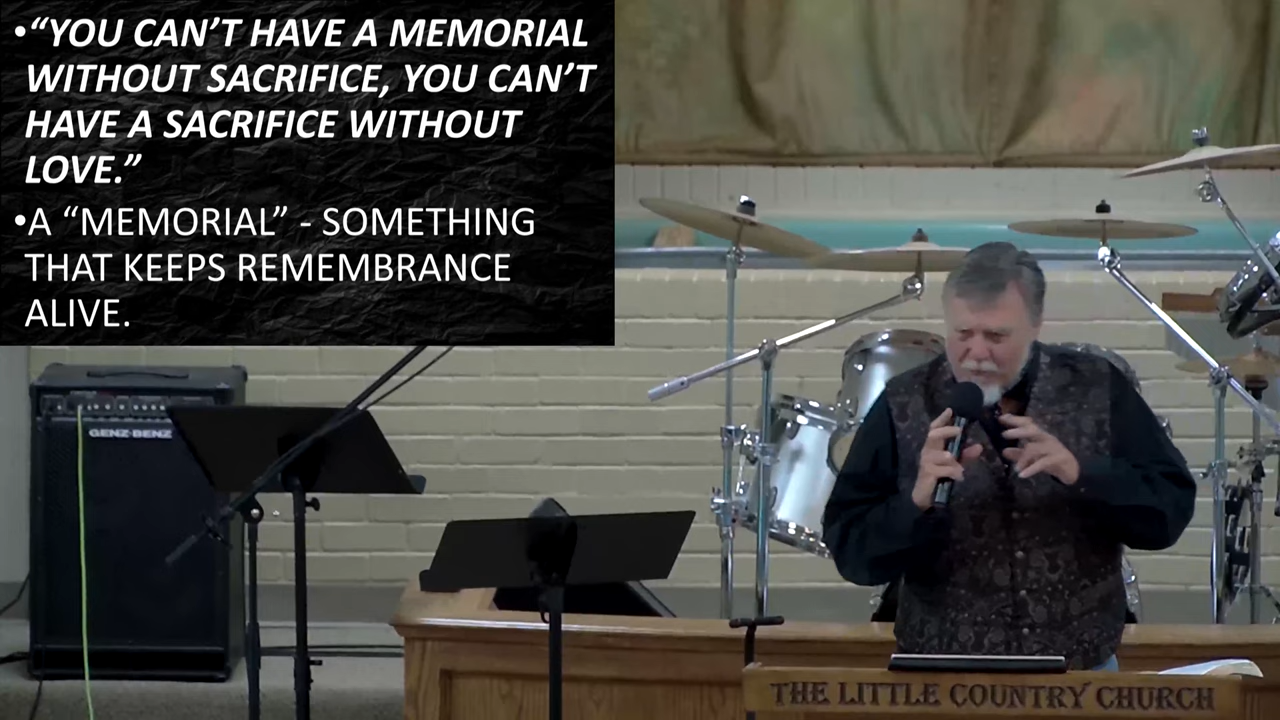 •“YOU CAN’T HAVE A MEMORIAL
WITHOUT SACRIFICE, YOU CAN’T
HAVE A SACRIFICE WITHOUT
LOVE.”
•A “MEMORIAL” - SOMETHING
THAT KEEPS REMEMBRANCE
ALIVE.
GENZ·BENZ
THE LITTLE COUNTRY CHURCH